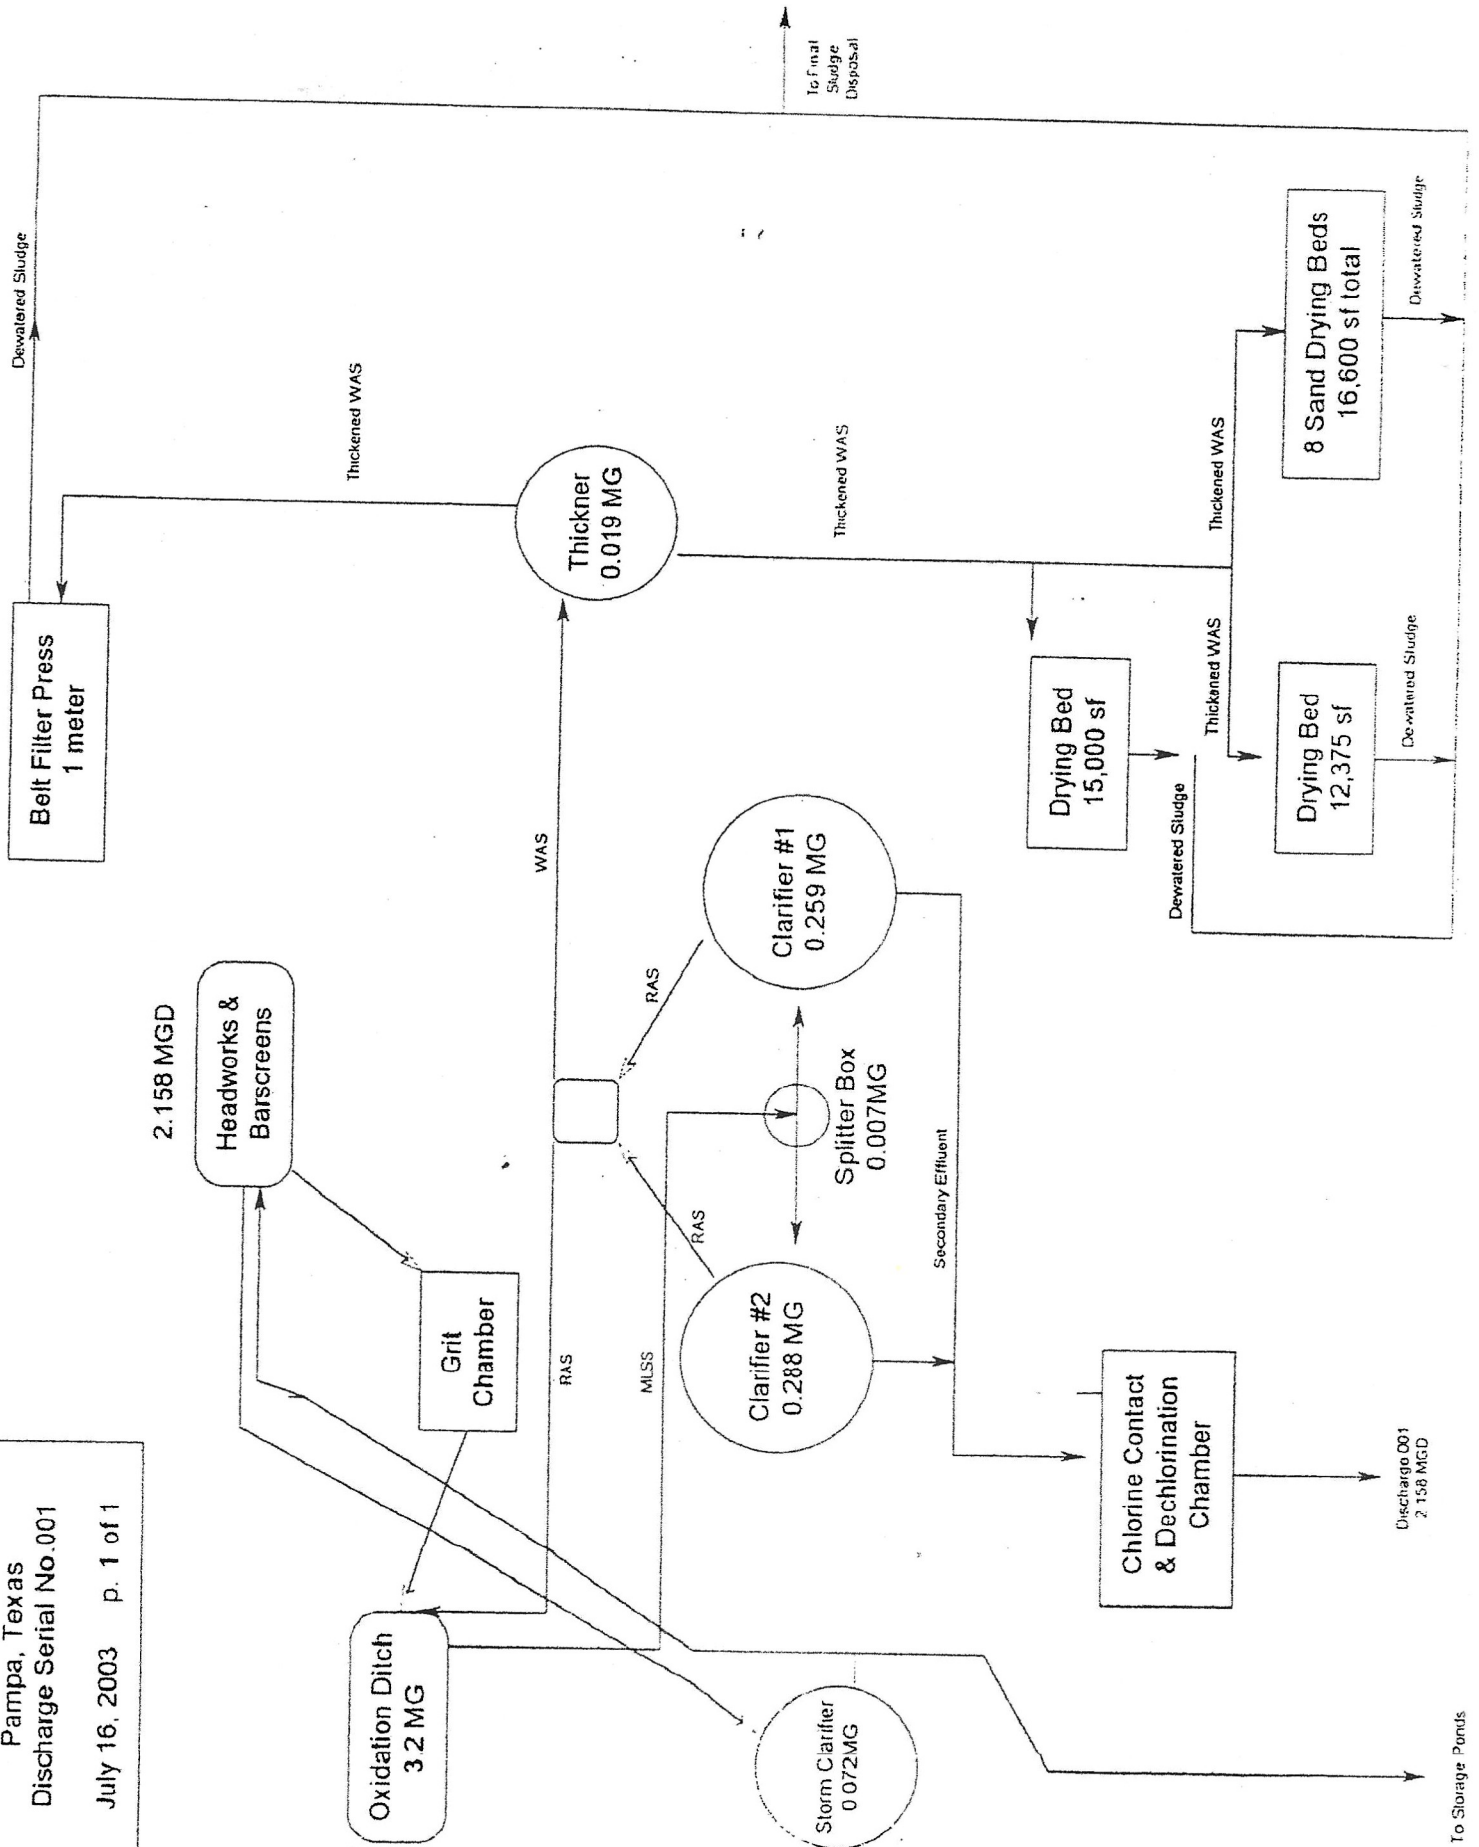 Pampa, Texas
Discharge Serial No.001
July 16, 2003 p. 1 of 1
2.158 MGD
Headworks &
Barscreens
Grit
Chamber
Oxidation Ditch
3.2 MG
Storm Clarifier
0 072MG
To Storage Ponds
RAS
MLSS
RAS
RAS
WAS
Clarifier #2
0.288 MG
Splitter Box
0.007MG
Clarifier #1
0.259 MG
Secondary Effluent
Chlorine Contact
& Dechlorination
Chamber
Discharge 001
2 158 MGD
Thickner
0.019 MG
Thickened WAS
Belt Filter Press
1 meter
Dewatered Sludge
To Final
Sludge
Disposal
Thickened WAS
Drying Bed
15,000 sf
Dewatered Sludge
Thickened WAS
Drying Bed
12,375 sf
Dewatered Sludge
Thickened WAS
8 Sand Drying Beds
16,600 sf total
Dewatered Sludge